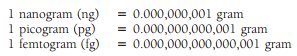 1 nanogram (ng) = 0.000,000,001 gram
1 picogram (pg) = 0.000,000,000,001 gram
1 femtogram (fg) = 0.000,000,000,000,001 gram